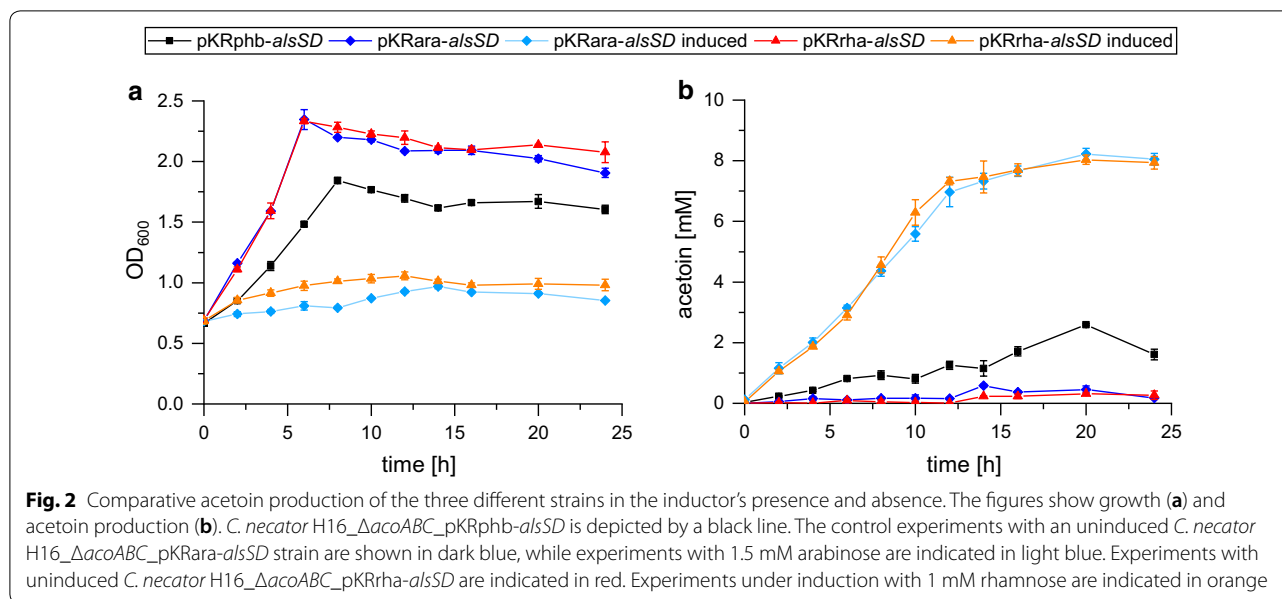 pKRphb-alsSD pKRara-alsSD pKRara-alsSD induced pKRrha-alsSD pKRrha-alsSD induced
a
2.5
2.0
1.5
1.0
0.5
0.0
OD600
0 5 10 15 20 25
time [h]
b
10
8
6
4
2
0
acetoin [mM]
0 5 10 15 20 25
time [h]
Fig. 2 Comparative acetoin production of the three different strains in the inductor's presence and absence. The figures show growth (a) and
acetoin production (b). C. necator H16_ΔacoABC_pKRphb-alsSD is depicted by a black line. The control experiments with an uninduced C. necator
H16_ΔacoABC_pKRara-alsSD strain are shown in dark blue, while experiments with 1.5 mM arabinose are indicated in light blue. Experiments with
uninduced C. necator H16_ΔacoABC_pKRrha-alsSD are indicated in red. Experiments under induction with 1 mM rhamnose are indicated in orange